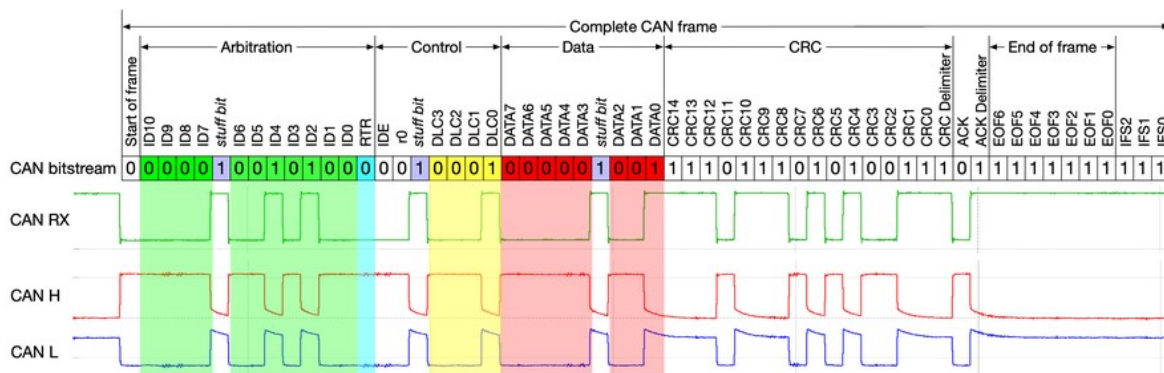 Complete CAN frame
Arbitration Control Data CRC End of frame
Start of frame ID10 ID9 ID8 ID7 stuff bit ID6 ID5 ID4 ID3 ID2 ID1 ID0 RTR IDE r0 stuff bit DLC3 DLC2 DLC1 DLC0 DATA7 DATA6 DATA5 DATA4 DATA3 stuff bit DATA2 DATA1 DATA0 CRC14 CRC13 CRC12 CRC11 CRC10 CRC9 CRC8 CRC7 CRC6 CRC5 CRC4 CRC3 CRC2 CRC1 CRC0 CRC Delimiter ACK ACK Delimiter EOF6 EOF5 EOF4 EOF3 EOF2 EOF1 EOF0 IFS2 IFS1 IFS0
CAN bitstream 0 0 0 0 0 1 0 0 1 0 1 0 0 0 0 0 1 0 0 0 1 0 0 0 0 0 1 0 0 1 1 1 1 0 1 1 1 0 1 0 1 0 0 1 1 1 0 1 1 1 1 1 1 1 1 1 1 1
CAN RX
CAN H
CAN L